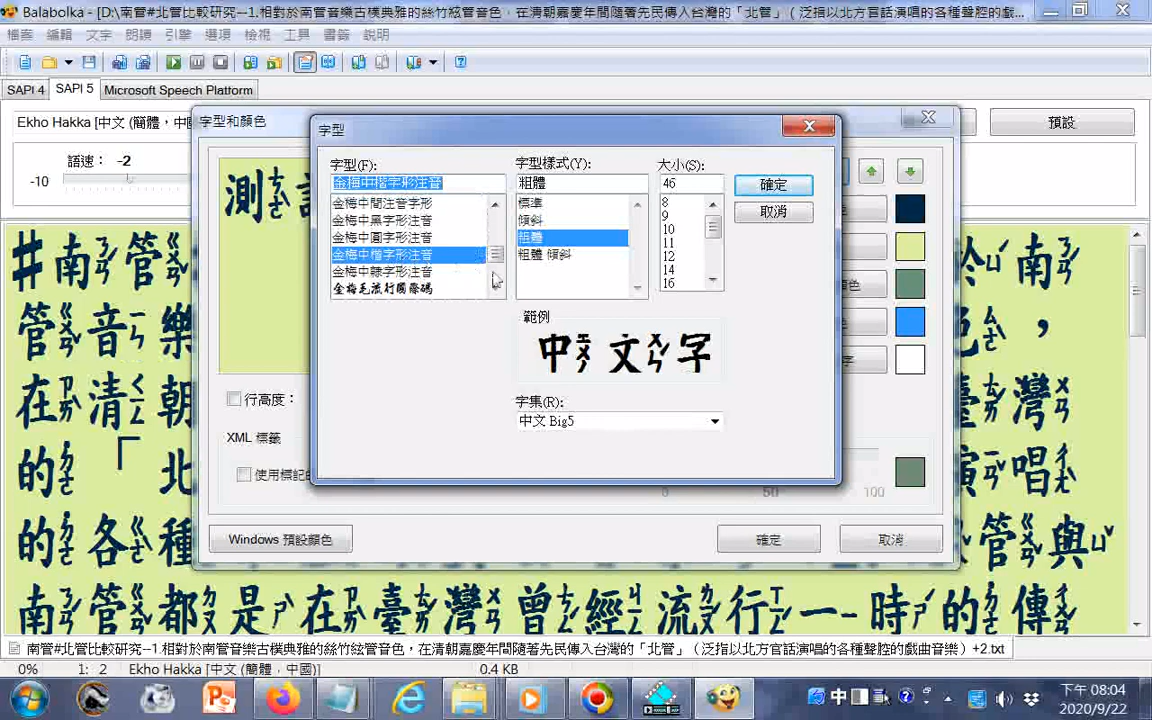 Balabolka - [D:\南管#北管比較研究--1.相對於南管音樂古樸典雅的絲竹絃管音色，在清朝嘉慶年間隨著先民傳入台灣的「北管」（泛指以北方官話演唱的各種聲腔的戲...
檔案 編輯 文字 朗讀 引擎 選項 檢視 工具 書籤 說明
SAPI 4 SAPI 5 Microsoft Speech Platform
Ekho Hakka [中文 (簡體，中國
預設
語速： -2
-10
字型和顏色
測
行高度：
XML 標籤
使用標記的
0 50 100
Windows 預設顏色 確定 取消
字型
字型(F): 字型樣式(Y): 大小(S):
金梅中楷字形注音 粗體 46
金梅中簡注音字形
金梅中黑字形注音
金梅中圓字形注音
金梅中楷字形注音
金梅中隸字形注音
金梅毛流行國際碼
標準
傾斜
粗體
粗體 傾斜
8
9
10
11
12
14
16
確定
取消
範例
中文字
字集(R):
中文 Big5
#南管 於南
管音樂 色，
在清朝 臺灣
的「北 演唱
的各種 管與
南管都是在臺灣曾經流行一時的傳
南管#北管比較研究--1.相對於南管音樂古樸典雅的絲竹絃管音色，在清朝嘉慶年間隨著先民傳入台灣的「北管」（泛指以北方官話演唱的各種聲腔的戲曲音樂）+2.txt
0% 1: 2 Ekho Hakka [中文 (簡體，中國)] 0.4 KB
中
下午 08:04
2020/9/22